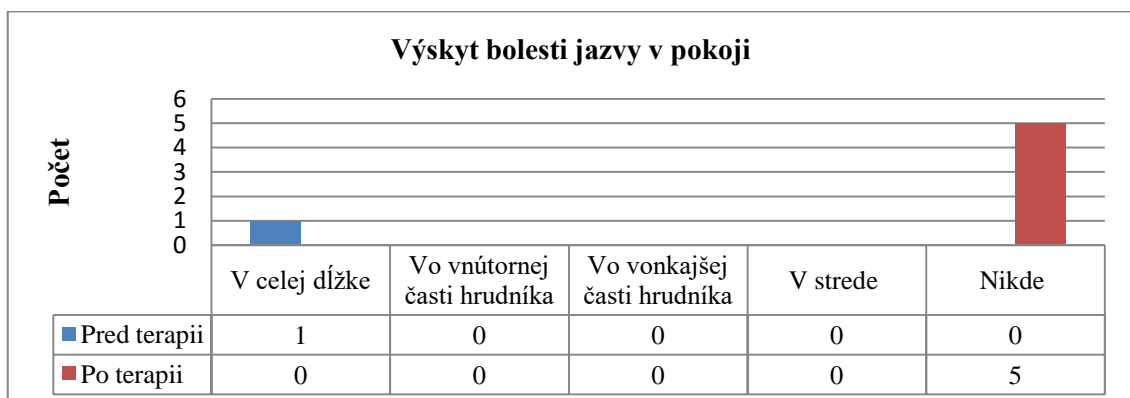 Výskyt bolesti jazvy v pokoji
Počet
6
5
4
3
2
1
0
V celej dĺžke
Vo vnútornej
časti hrudníka
Vo vonkajšej
časti hrudníka
V strede
Nikde
Pred terapii 1 0 0 0 0
Po terapii 0 0 0 0 5